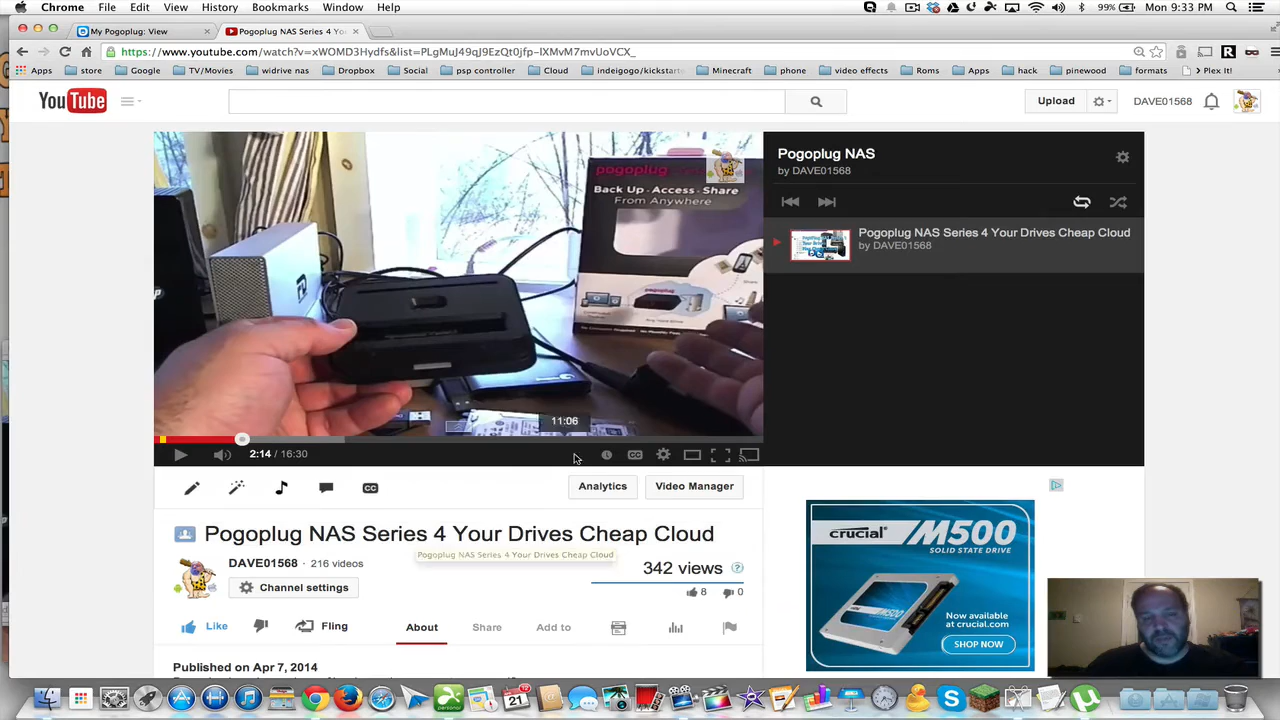 Chrome File Edit View History Bookmarks Window Help 99% Mon 9:33 PM
My Pogoplug: View Pogoplug NAS Series 4 Yo
https://www.youtube.com/watch?v=xWOMD3Hydfs&list=PLgMuJ49qJ9EzQt0jfp-lXMvM7mvUoVCX_
Apps store Google TV/Movies widrive nas Dropbox Social psp controller Cloud indeigogo/kickstarte Minecraft phone video effects Roms Apps hack pinewood formats Plex It!
YouTube Upload DAVE01568
pogoplug
Back Up - Access - Share
From Anywhere
Pogoplug NAS
by DAVE01568
Pogoplug NAS Series 4 Your Drives Cheap Cloud
by DAVE01568
11:06
2:14 / 16:30 CC
CC Analytics Video Manager
Pogoplug NAS Series 4 Your Drives Cheap Cloud
Pogoplug NAS Series 4 Your Drives Cheap Cloud
DAVE01568 · 216 videos
Channel settings
342 views ?
8 0
Like Fling About Share Add to
Published on Apr 7, 2014
crucial M500
SOLID STATE DRIVE
Now available
at crucial.com
SHOP NOW